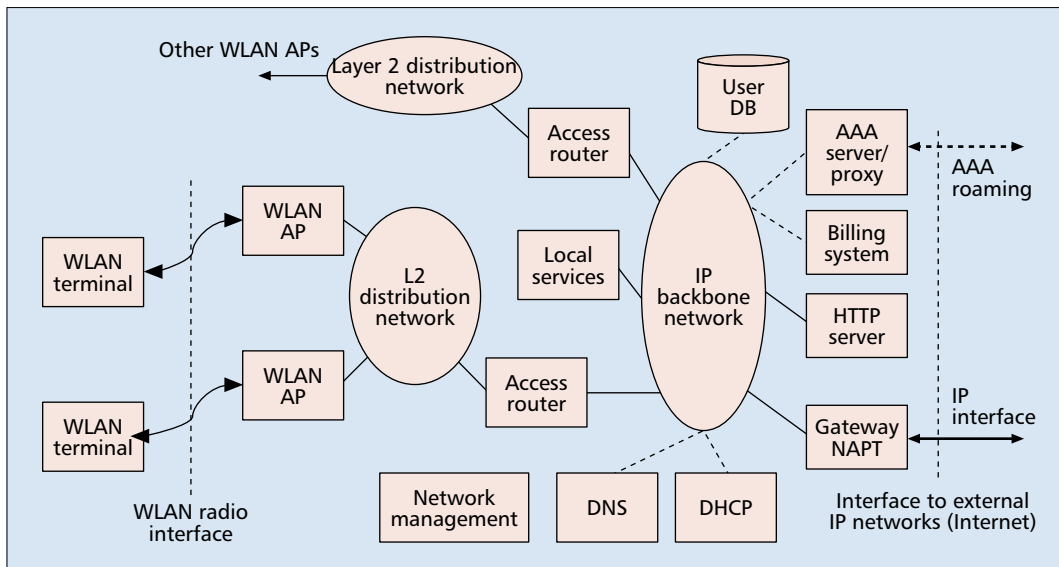 Other WLAN APs
Layer 2 distribution
network
User
DB
Access
router
AAA
server/
proxy
AAA
roaming
WLAN
AP
WLAN
terminal
L2
distribution
network
Local
services
IP
backbone
network
Billing
system
HTTP
server
WLAN
AP
WLAN
terminal
Access
router
Gateway
NAPT
IP
interface
WLAN radio
interface
Network
management
DNS
DHCP
Interface to external
IP networks (Internet)